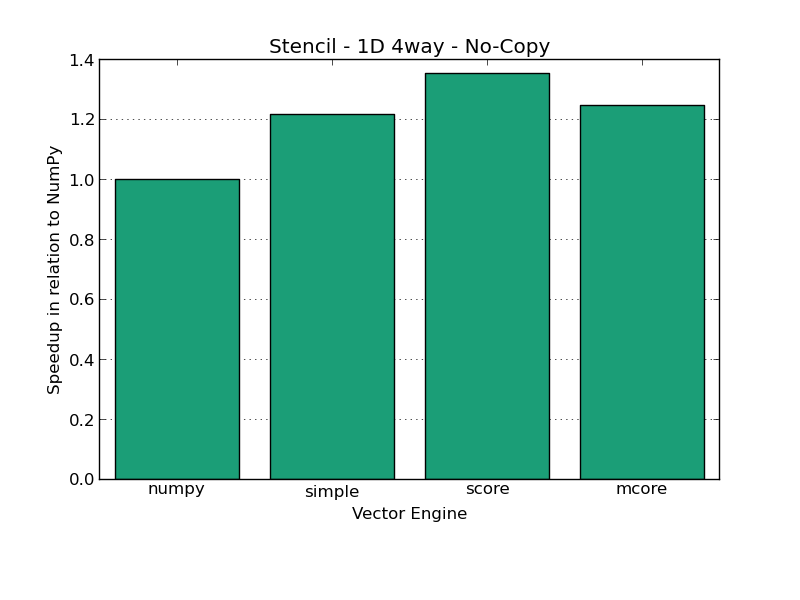 Stencil - 1D 4way - No-Copy
1.4
1.2
1.0
0.8
0.6
0.4
0.2
0.0
Speedup in relation to NumPy
numpy simple score mcore
Vector Engine